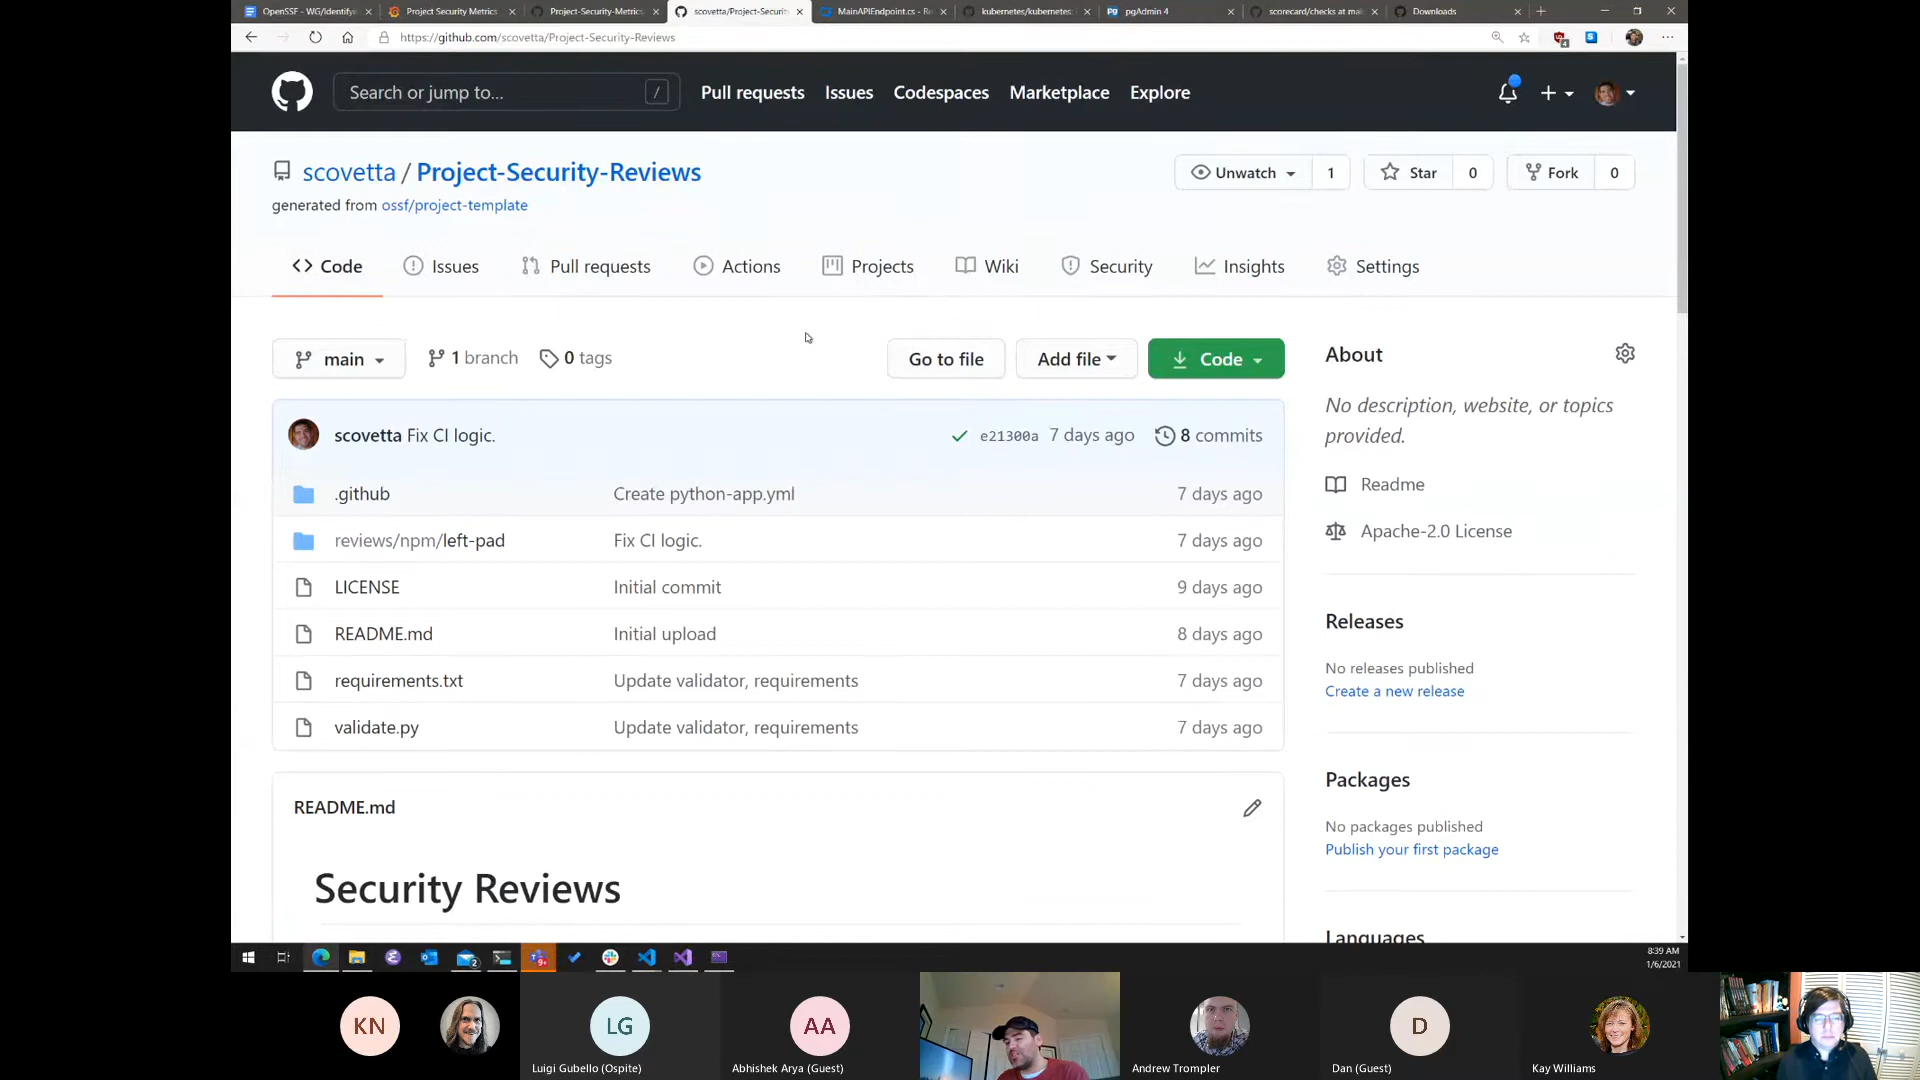 OpenSSF - WG/Identifyi
Project Security Metrics
Project-Security-Metrics
scovetta/Project-Securit
MainAPIEndpoint.cs - Re
kubernetes/kubernetes:
pgAdmin 4
scorecard/checks at mai
Downloads
https://github.com/scovetta/Project-Security-Reviews
Search or jump to... /
Pull requests
Issues
Codespaces
Marketplace
Explore
scovetta / Project-Security-Reviews
generated from ossf/project-template
Unwatch 1
Star 0
Fork 0
Code
Issues
Pull requests
Actions
Projects
Wiki
Security
Insights
Settings
main
1 branch
0 tags
Go to file
Add file
Code
scovetta Fix CI logic.
e21300a 7 days ago
8 commits
.github Create python-app.yml 7 days ago
reviews/npm/left-pad Fix CI logic. 7 days ago
LICENSE Initial commit 9 days ago
README.md Initial upload 8 days ago
requirements.txt Update validator, requirements 7 days ago
validate.py Update validator, requirements 7 days ago
README.md
Security Reviews
About
No description, website, or topics
provided.
Readme
Apache-2.0 License
Releases
No releases published
Create a new release
Packages
No packages published
Publish your first package
Languages
8:39 AM
1/6/2021
KN
LG
Luigi Gubello (Ospite)
AA
Abhishek Arya (Guest)
Andrew Trompler
D
Dan (Guest)
Kay Williams